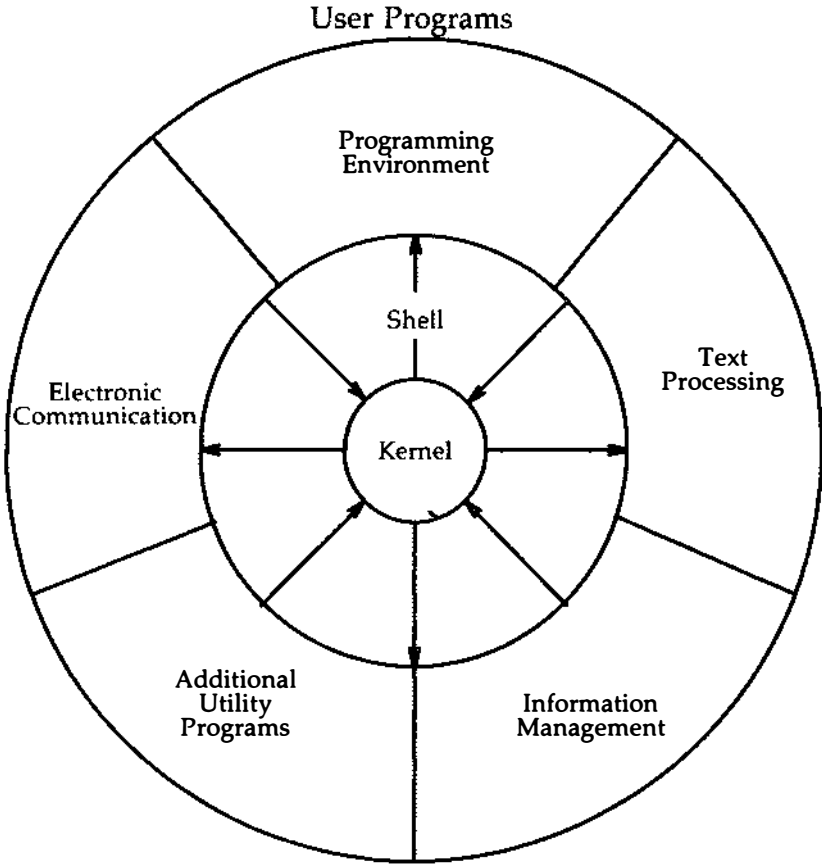 User Programs
Programming
Environment
Shell
Text
Processing
Electronic
Communication
Kernel
Additional
Utility
Programs
Information
Management